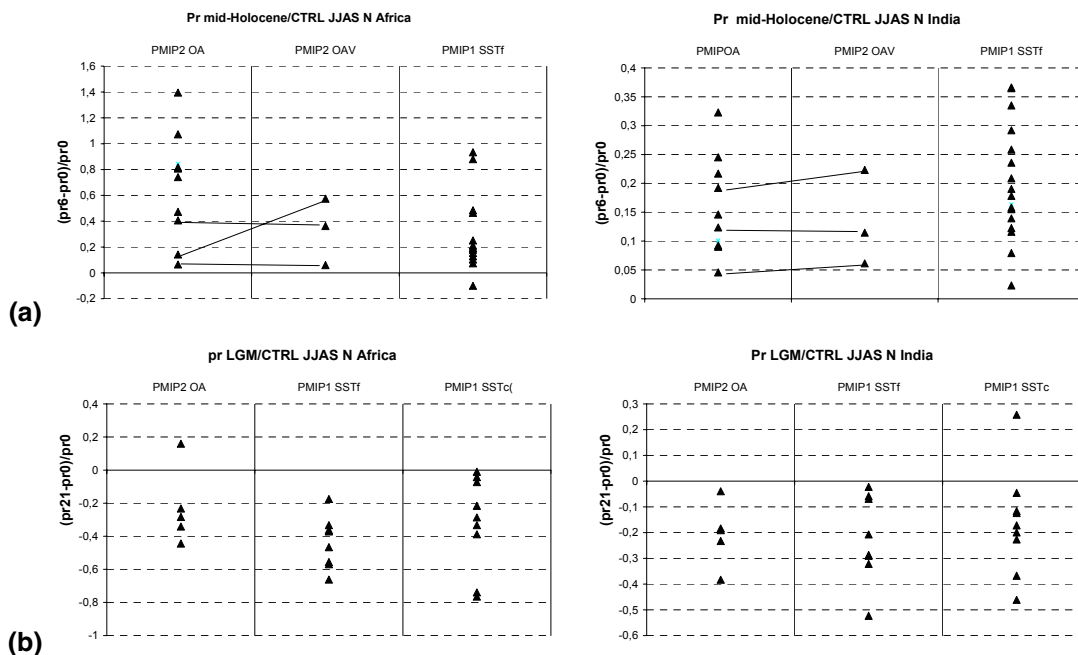 Pr mid-Holocene/CTRL JJAS N Africa
PMIP2 OA PMIP2 OAV PMIP1 SSTf
(pr6-pr0)/pr0
1,6
1,4
1,2
1
0,8
0,6
0,4
0,2
0
-0,2
Pr mid-Holocene/CTRL JJAS N India
PMIPOA PMIP2 OAV PMIP1 SSTf
(pr6-pr0)/pr0
0,4
0,35
0,3
0,25
0,2
0,15
0,1
0,05
0
(a)
pr LGM/CTRL JJAS N Africa
PMIP2 OA PMIP1 SSTf PMIP1 SSTc(
(pr21-pr0)/pr0
0,4
0,2
0
-0,2
-0,4
-0,6
-0,8
-1
Pr LGM/CTRL JJAS N India
PMIP2 OA PMIP1 SSTf PMIP1 SSTc
(pr21-pr0)/pr0
0,3
0,2
0,1
0
-0,1
-0,2
-0,3
-0,4
-0,5
-0,6
(b)